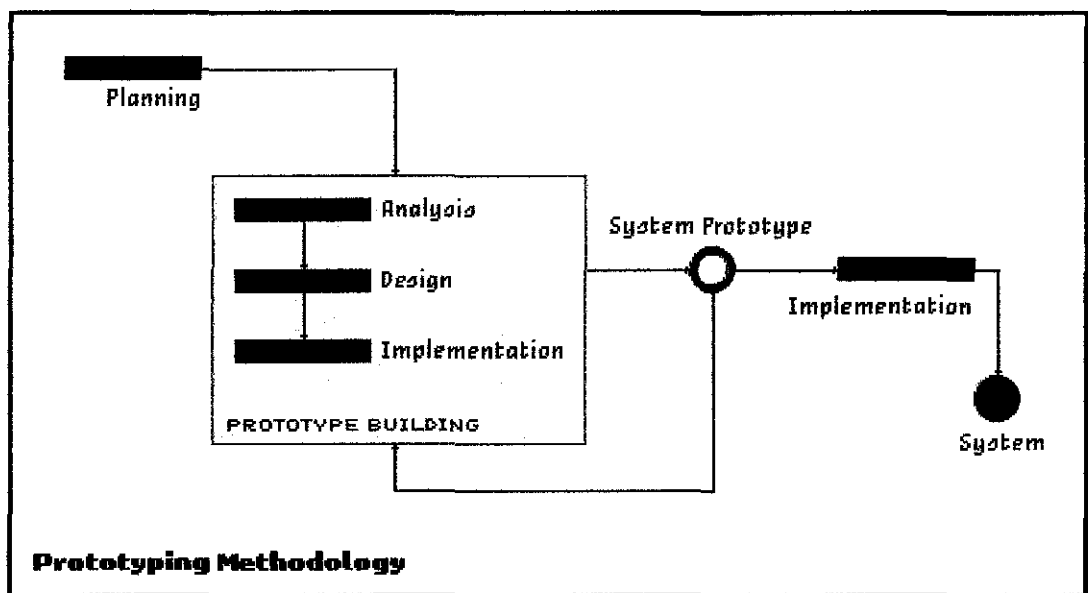 Planning
Analysis
System Prototype
Design
Implementation
Implementation
PROTOTYPE BUILDING
System
Prototyping Methodology